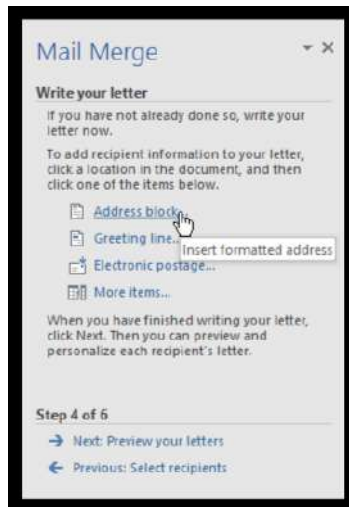 Mail Merge
Write your letter
If you have not already done so, write your
letter now.
To add recipient information to your letter,
click a location in the document, and then
click one of the items below.
Address block...
Greeting line...
Insert formatted address
Electronic postage...
More items...
When you have finished writing your letter,
click Next. Then you can preview and
personalize each recipient's letter.
Step 4 of 6
Next: Preview your letters
Previous: Select recipients